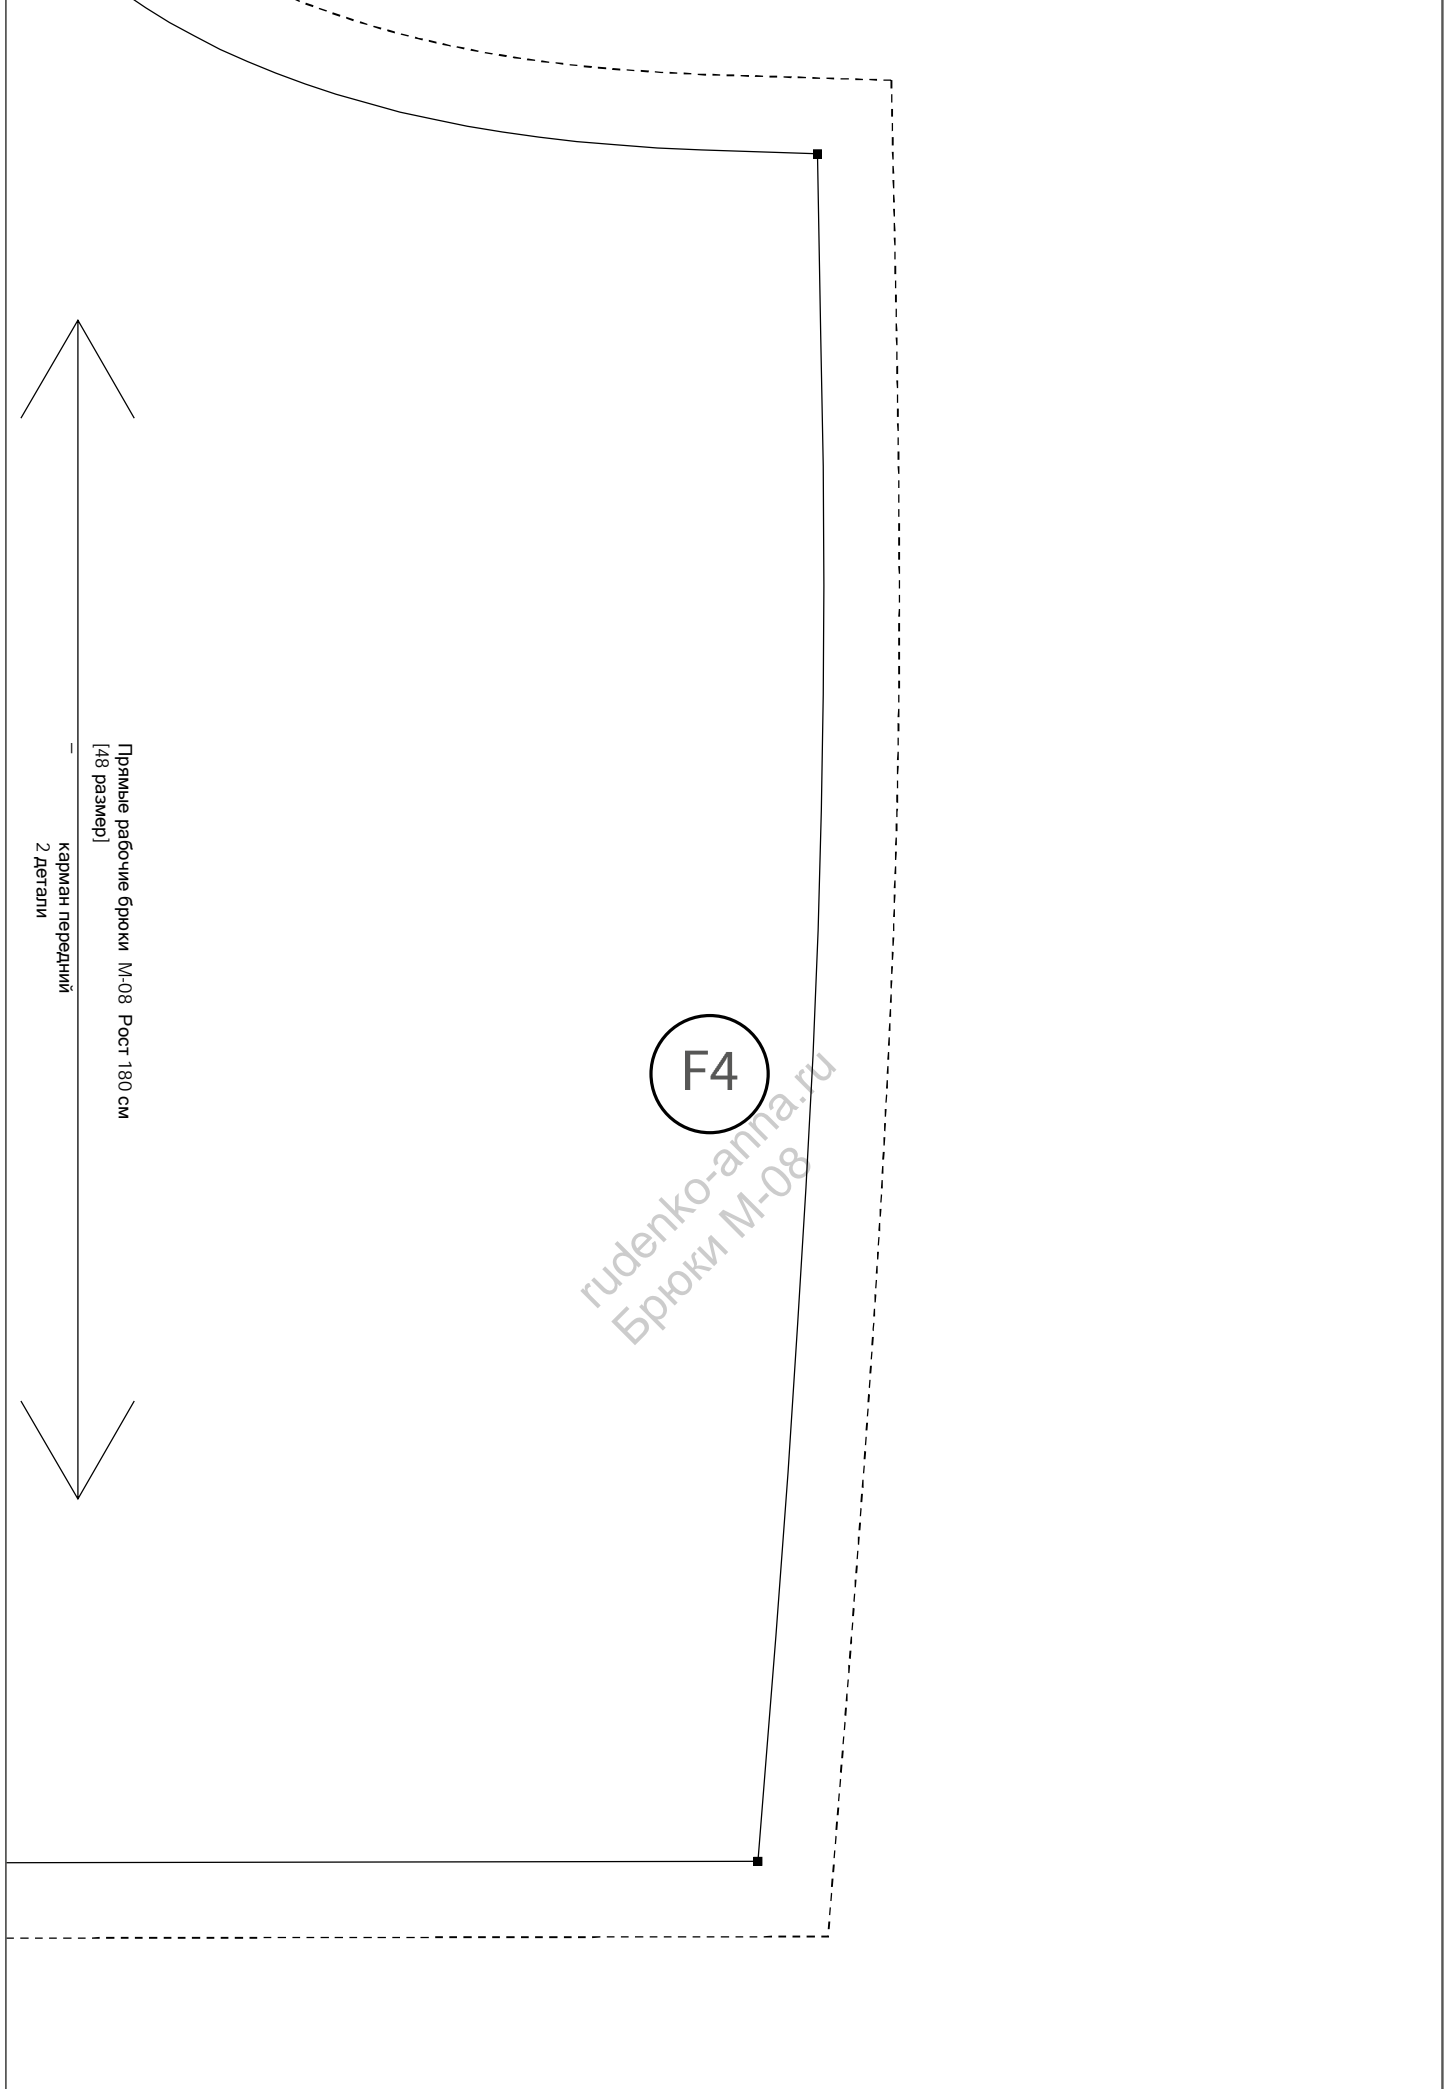 Прямые рабочие брюки М-08 Рост 180 см
[48 размер]
–
карман передний
2 детали
F4
rudenko-anna.ru
Брюки М-08